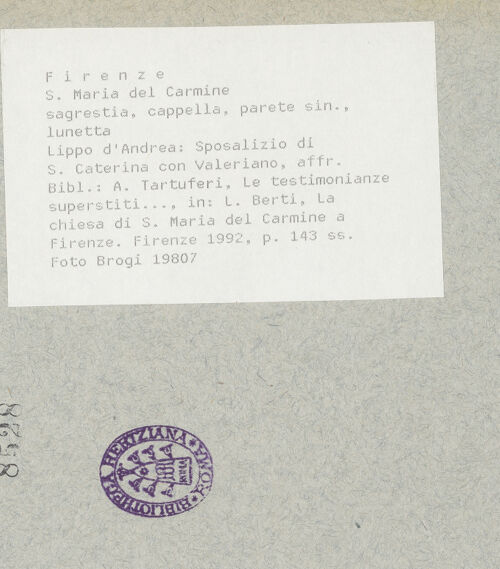 F i r e n z e
S. Maria del Carmine
sagrestia, cappella, parete sin.,
lunetta
Lippo d'Andrea: Sposalizio di
S. Caterina con Valeriano, affr.
Bibl.: A. Tartuferi, Le testimonianze
superstiti..., in: L. Berti, La
chiesa di S. Maria del Carmine a
Firenze. Firenze 1992, p. 143 ss.
Foto Brogi 19807
8528
BIBLIOTHECA HERTZIANA ROMA